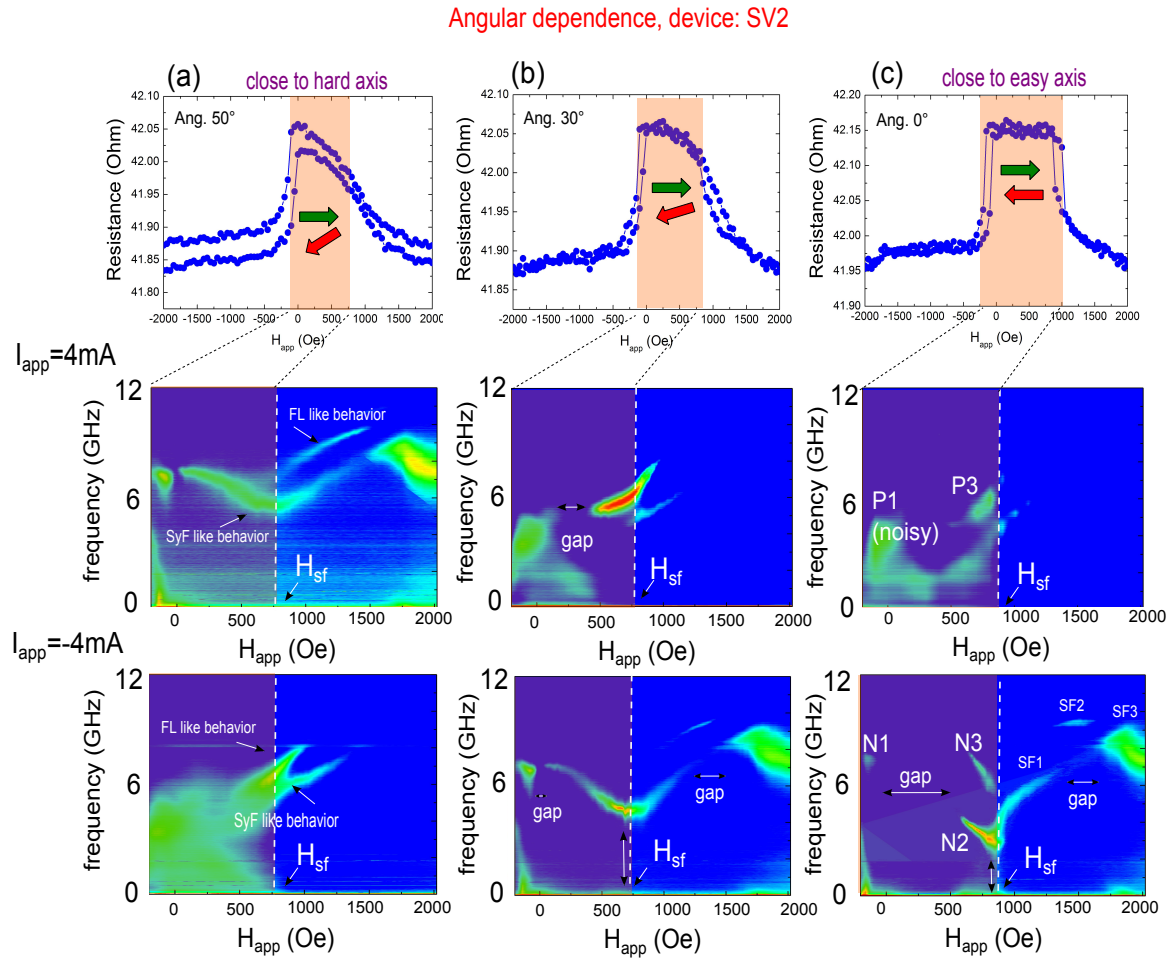 Angular dependence, device: SV2
(a)
close to hard axis
(b)
(c)
close to easy axis
42.10
42.05
42.00
41.95
41.90
41.85
41.80
Resistance (Ohm)
Ang. 50°
-2000 -1500 -1000 -500 0 500 1000 1500 2000
H_app (Oe)
42.10
42.05
42.00
41.95
41.90
41.85
Resistance (Ohm)
Ang. 30°
-2000 -1500 -1000 -500 0 500 1000 1500 2000
H_app (Oe)
42.20
42.15
42.10
42.05
42.00
41.95
41.90
Resistance (Ohm)
Ang. 0°
-2000 -1500 -1000 -500 0 500 1000 1500 2000
H_app (Oe)
I_app=4mA
12
6
0
frequency (GHz)
FL like behavior
SyF like behavior
H_sf
0 500 1000 1500 2000
H_app (Oe)
12
6
0
frequency (GHz)
gap
H_sf
0 500 1000 1500 2000
H_app (Oe)
12
6
0
frequency (GHz)
P1
(noisy)
P3
H_sf
0 500 1000 1500 2000
H_app (Oe)
I_app=-4mA
12
6
0
frequency (GHz)
FL like behavior
SyF like behavior
H_sf
0 500 1000 1500 2000
H_app (Oe)
12
6
0
frequency (GHz)
gap
gap
H_sf
0 500 1000 1500 2000
H_app (Oe)
12
6
0
frequency (GHz)
SF2
SF3
N1
N3
SF1
gap
gap
N2
H_sf
0 500 1000 1500 2000
H_app (Oe)